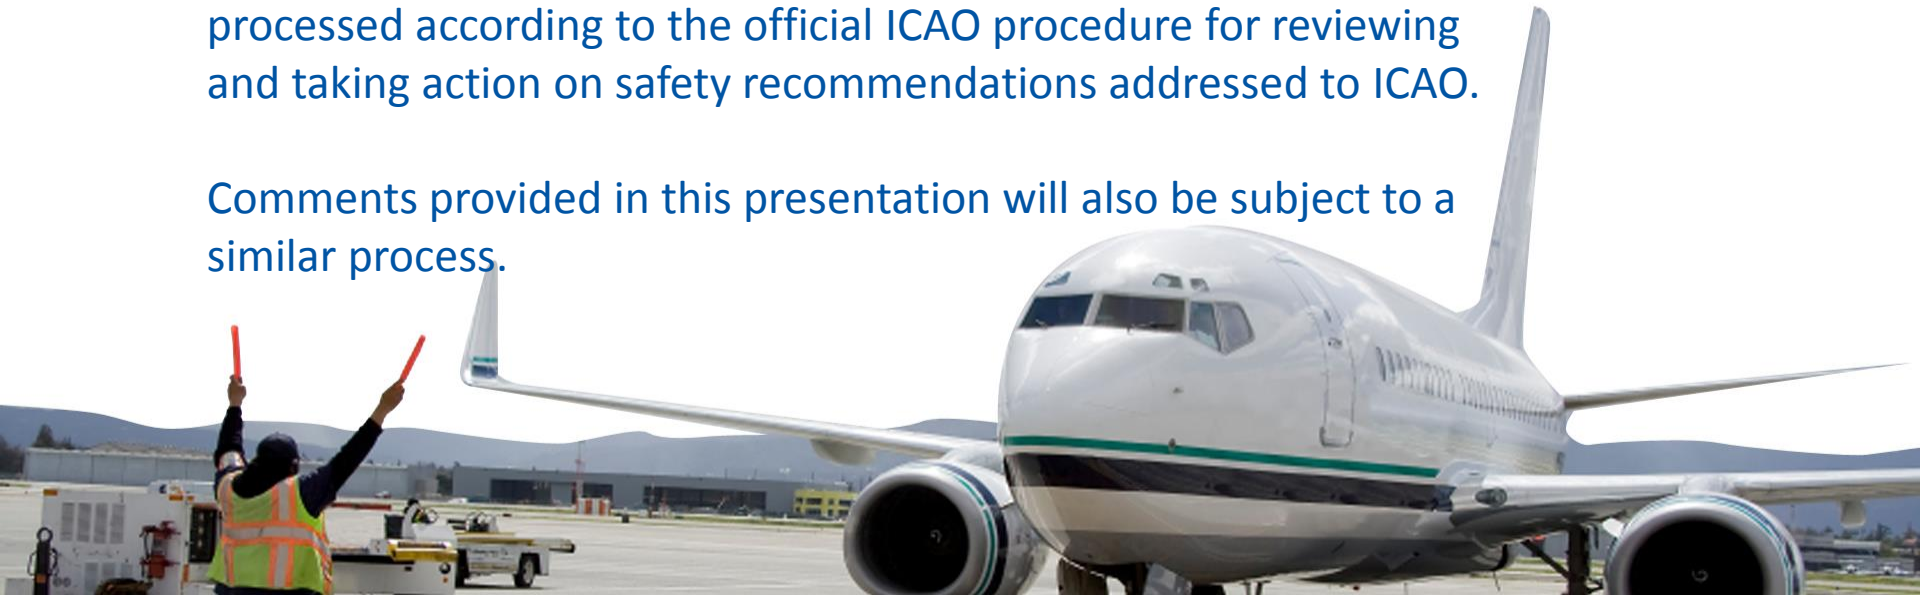 processed according to the official ICAO procedure for reviewing
and taking action on safety recommendations addressed to ICAO.
Comments provided in this presentation will also be subject to a
similar process.